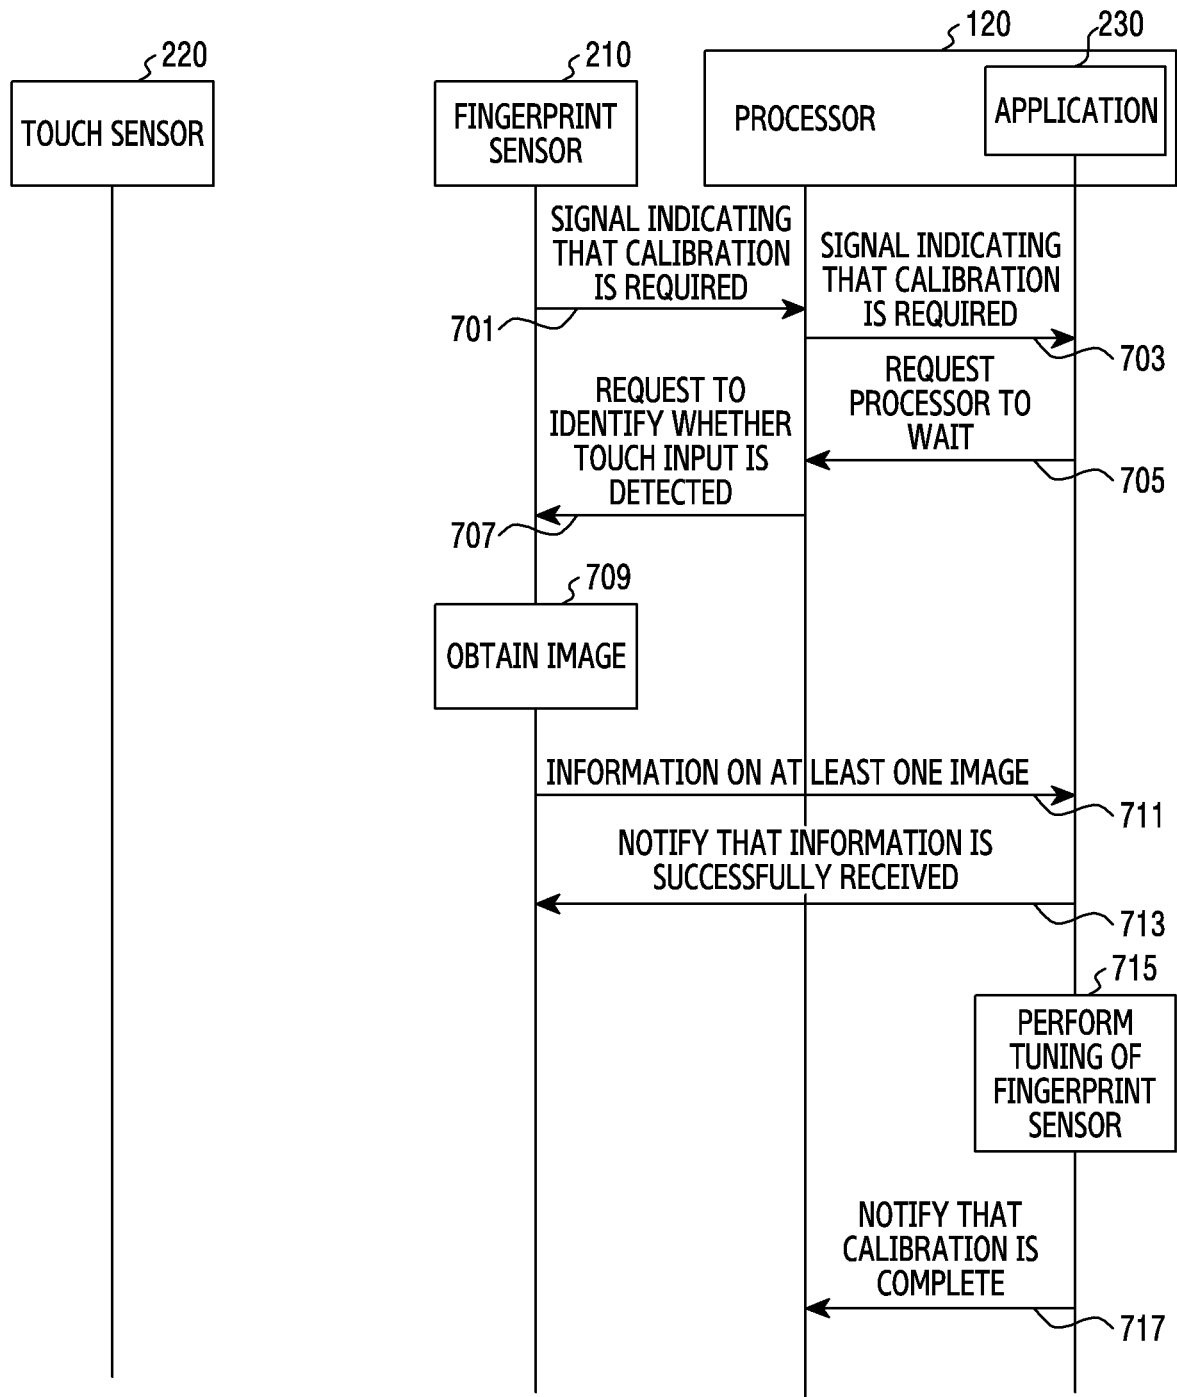 220
210
120
230
TOUCH SENSOR
FINGERPRINT
SENSOR
PROCESSOR
APPLICATION
SIGNAL INDICATING
THAT CALIBRATION
IS REQUIRED
701
SIGNAL INDICATING
THAT CALIBRATION
IS REQUIRED
703
REQUEST
PROCESSOR TO
WAIT
705
REQUEST TO
IDENTIFY WHETHER
TOUCH INPUT IS
DETECTED
707
709
OBTAIN IMAGE
INFORMATION ON AT LEAST ONE IMAGE
711
NOTIFY THAT INFORMATION IS
SUCCESSFULLY RECEIVED
713
715
PERFORM
TUNING OF
FINGERPRINT
SENSOR
NOTIFY THAT
CALIBRATION IS
COMPLETE
717